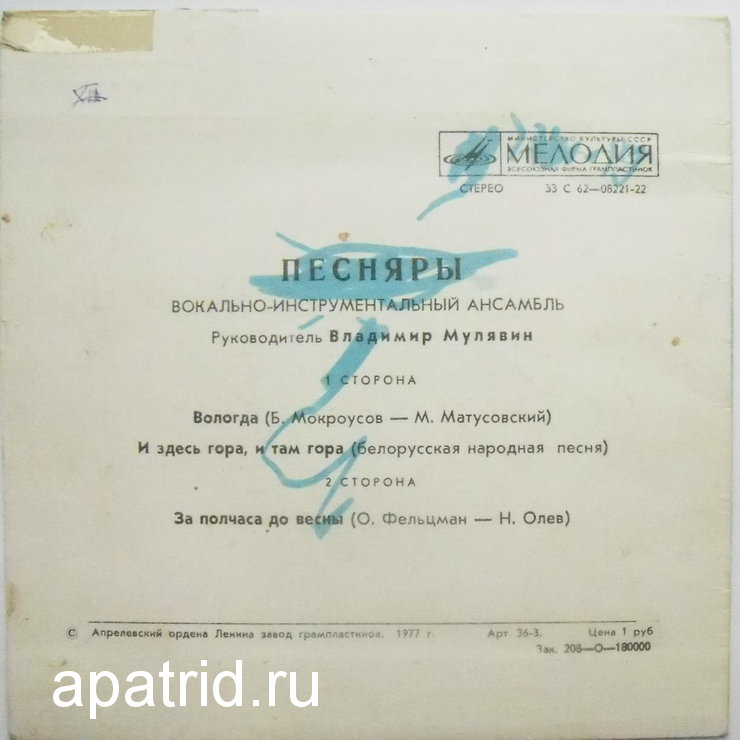 МИНИСТЕРСТВО КУЛЬТУРЫ СССР
МЕЛОДИЯ
ВСЕСОЮЗНАЯ ФИРМА ГРАМПЛАСТИНОК
СТЕРЕО 33 С 62—08221-22
ПЕСНЯРЫ
ВОКАЛЬНО-ИНСТРУМЕНТАЛЬНЫЙ АНСАМБЛЬ
Руководитель Владимир Мулявин
1 СТОРОНА
Вологда (Б. Мокроусов — М. Матусовский)
И здесь гора, и там гора (белорусская народная песня)
2 СТОРОНА
За полчаса до весны (О. Фельцман — Н. Олев)
© Апрелевский ордена Ленина завод грампластинок. 1977 г. Арт 36-3. Цена 1 руб
Зак. 208—О—180000
apatrid.ru